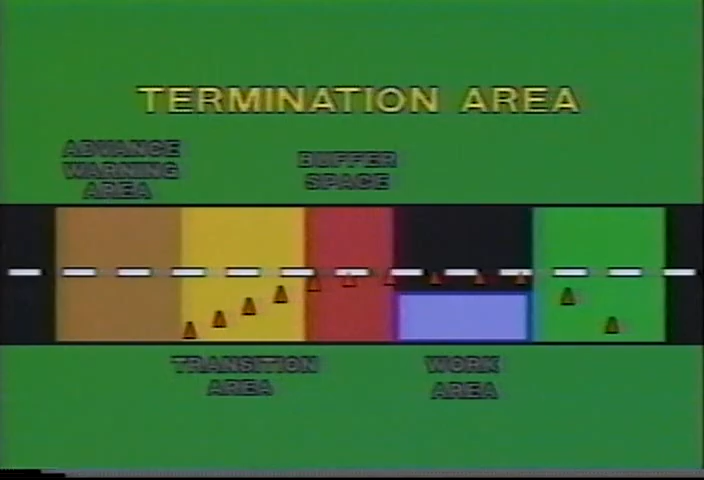 TERMINATION AREA
ADVANCE
WARNING
AREA
BUFFER
SPACE
TRANSITION
AREA
WORK
AREA